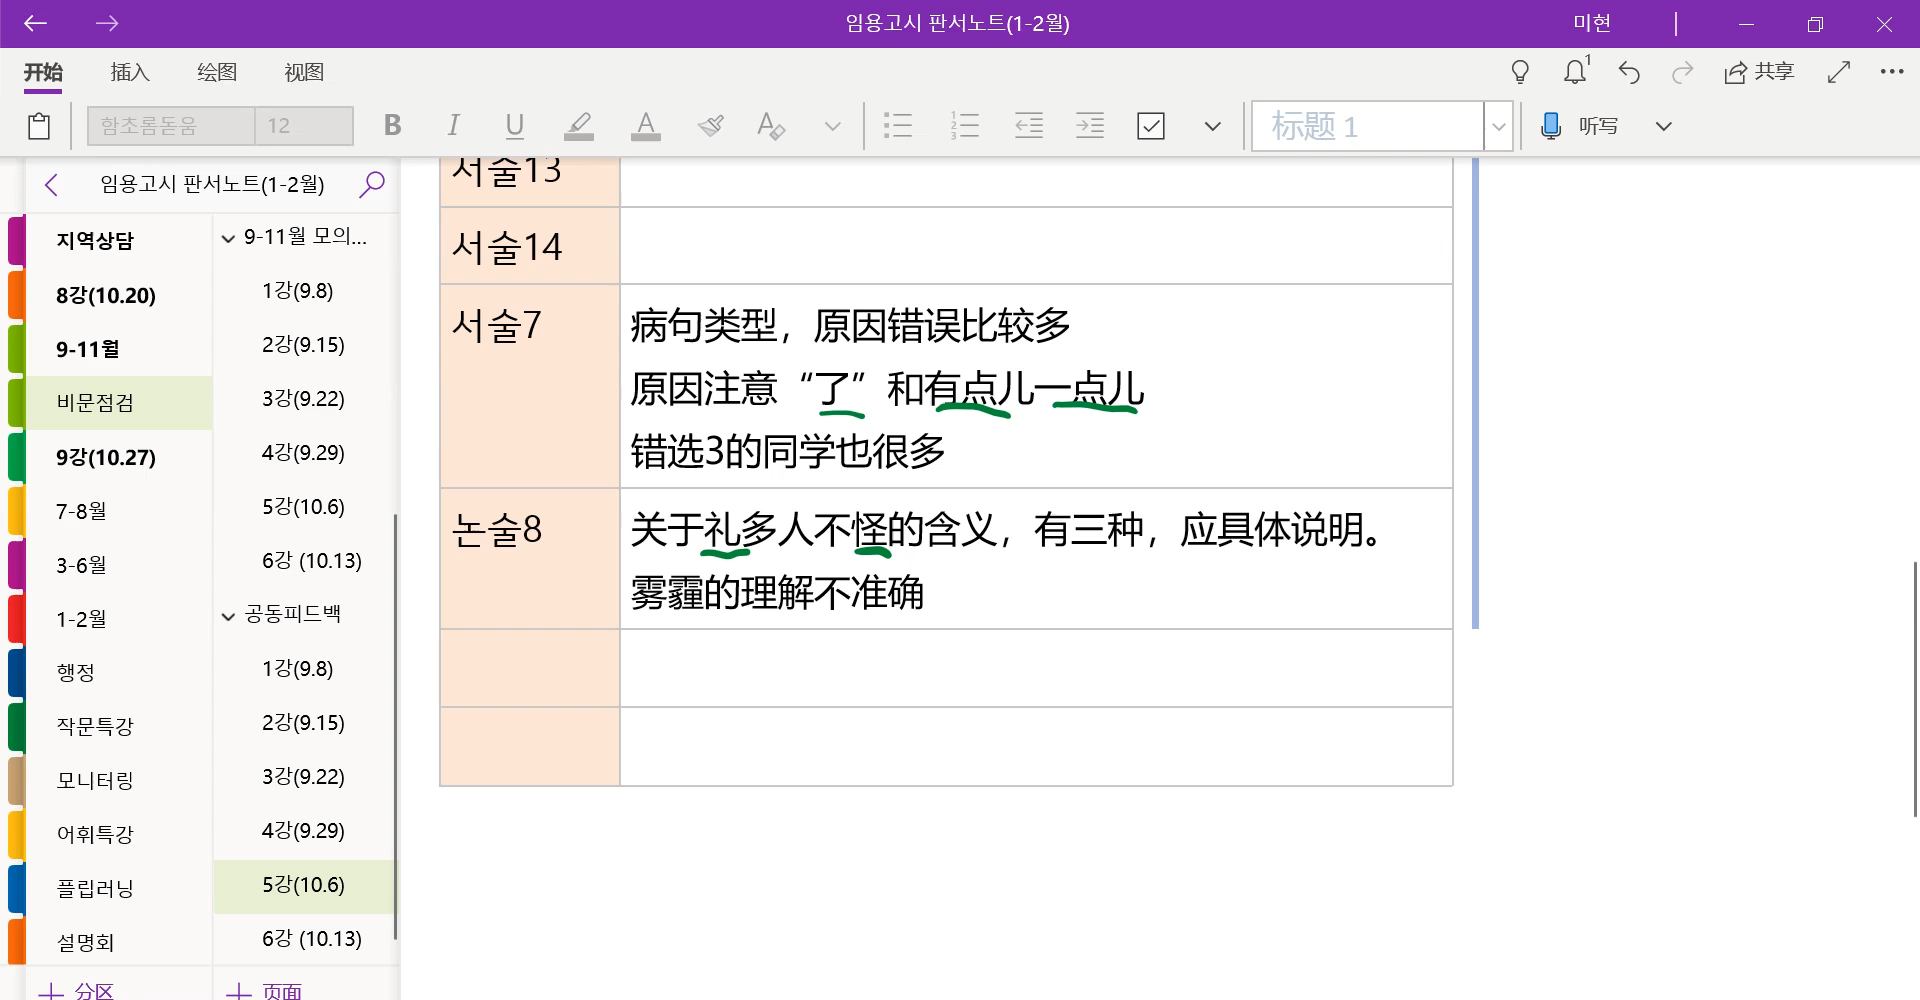 임용고시 판서노트(1-2월)
미현
开始
插入
绘图
视图
1
共享
함초롬돋움
12
B
I
U
A
A
标题 1
听写
임용고시 판서노트(1-2월)
지역상담
8강(10.20)
9-11월
비문점검
9강(10.27)
7-8월
3-6월
1-2월
행정
작문특강
모니터링
어휘특강
플립러닝
설명회
分区
9-11월 모의...
1강(9.8)
2강(9.15)
3강(9.22)
4강(9.29)
5강(10.6)
6강 (10.13)
공동피드백
1강(9.8)
2강(9.15)
3강(9.22)
4강(9.29)
5강(10.6)
6강 (10.13)
页面
서술13
서술14
서술7
病句类型，原因错误比较多
原因注意“了”和有点儿一点儿
错选3的同学也很多
논술8
关于礼多人不怪的含义，有三种，应具体说明。
雾霾的理解不准确